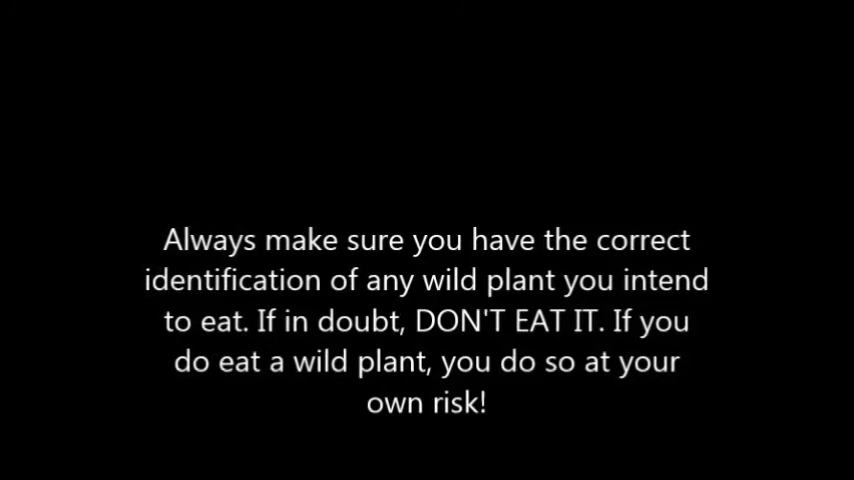 Always make sure you have the correct
identification of any wild plant you intend
to eat. If in doubt, DON'T EAT IT. If you
do eat a wild plant, you do so at your
own risk!